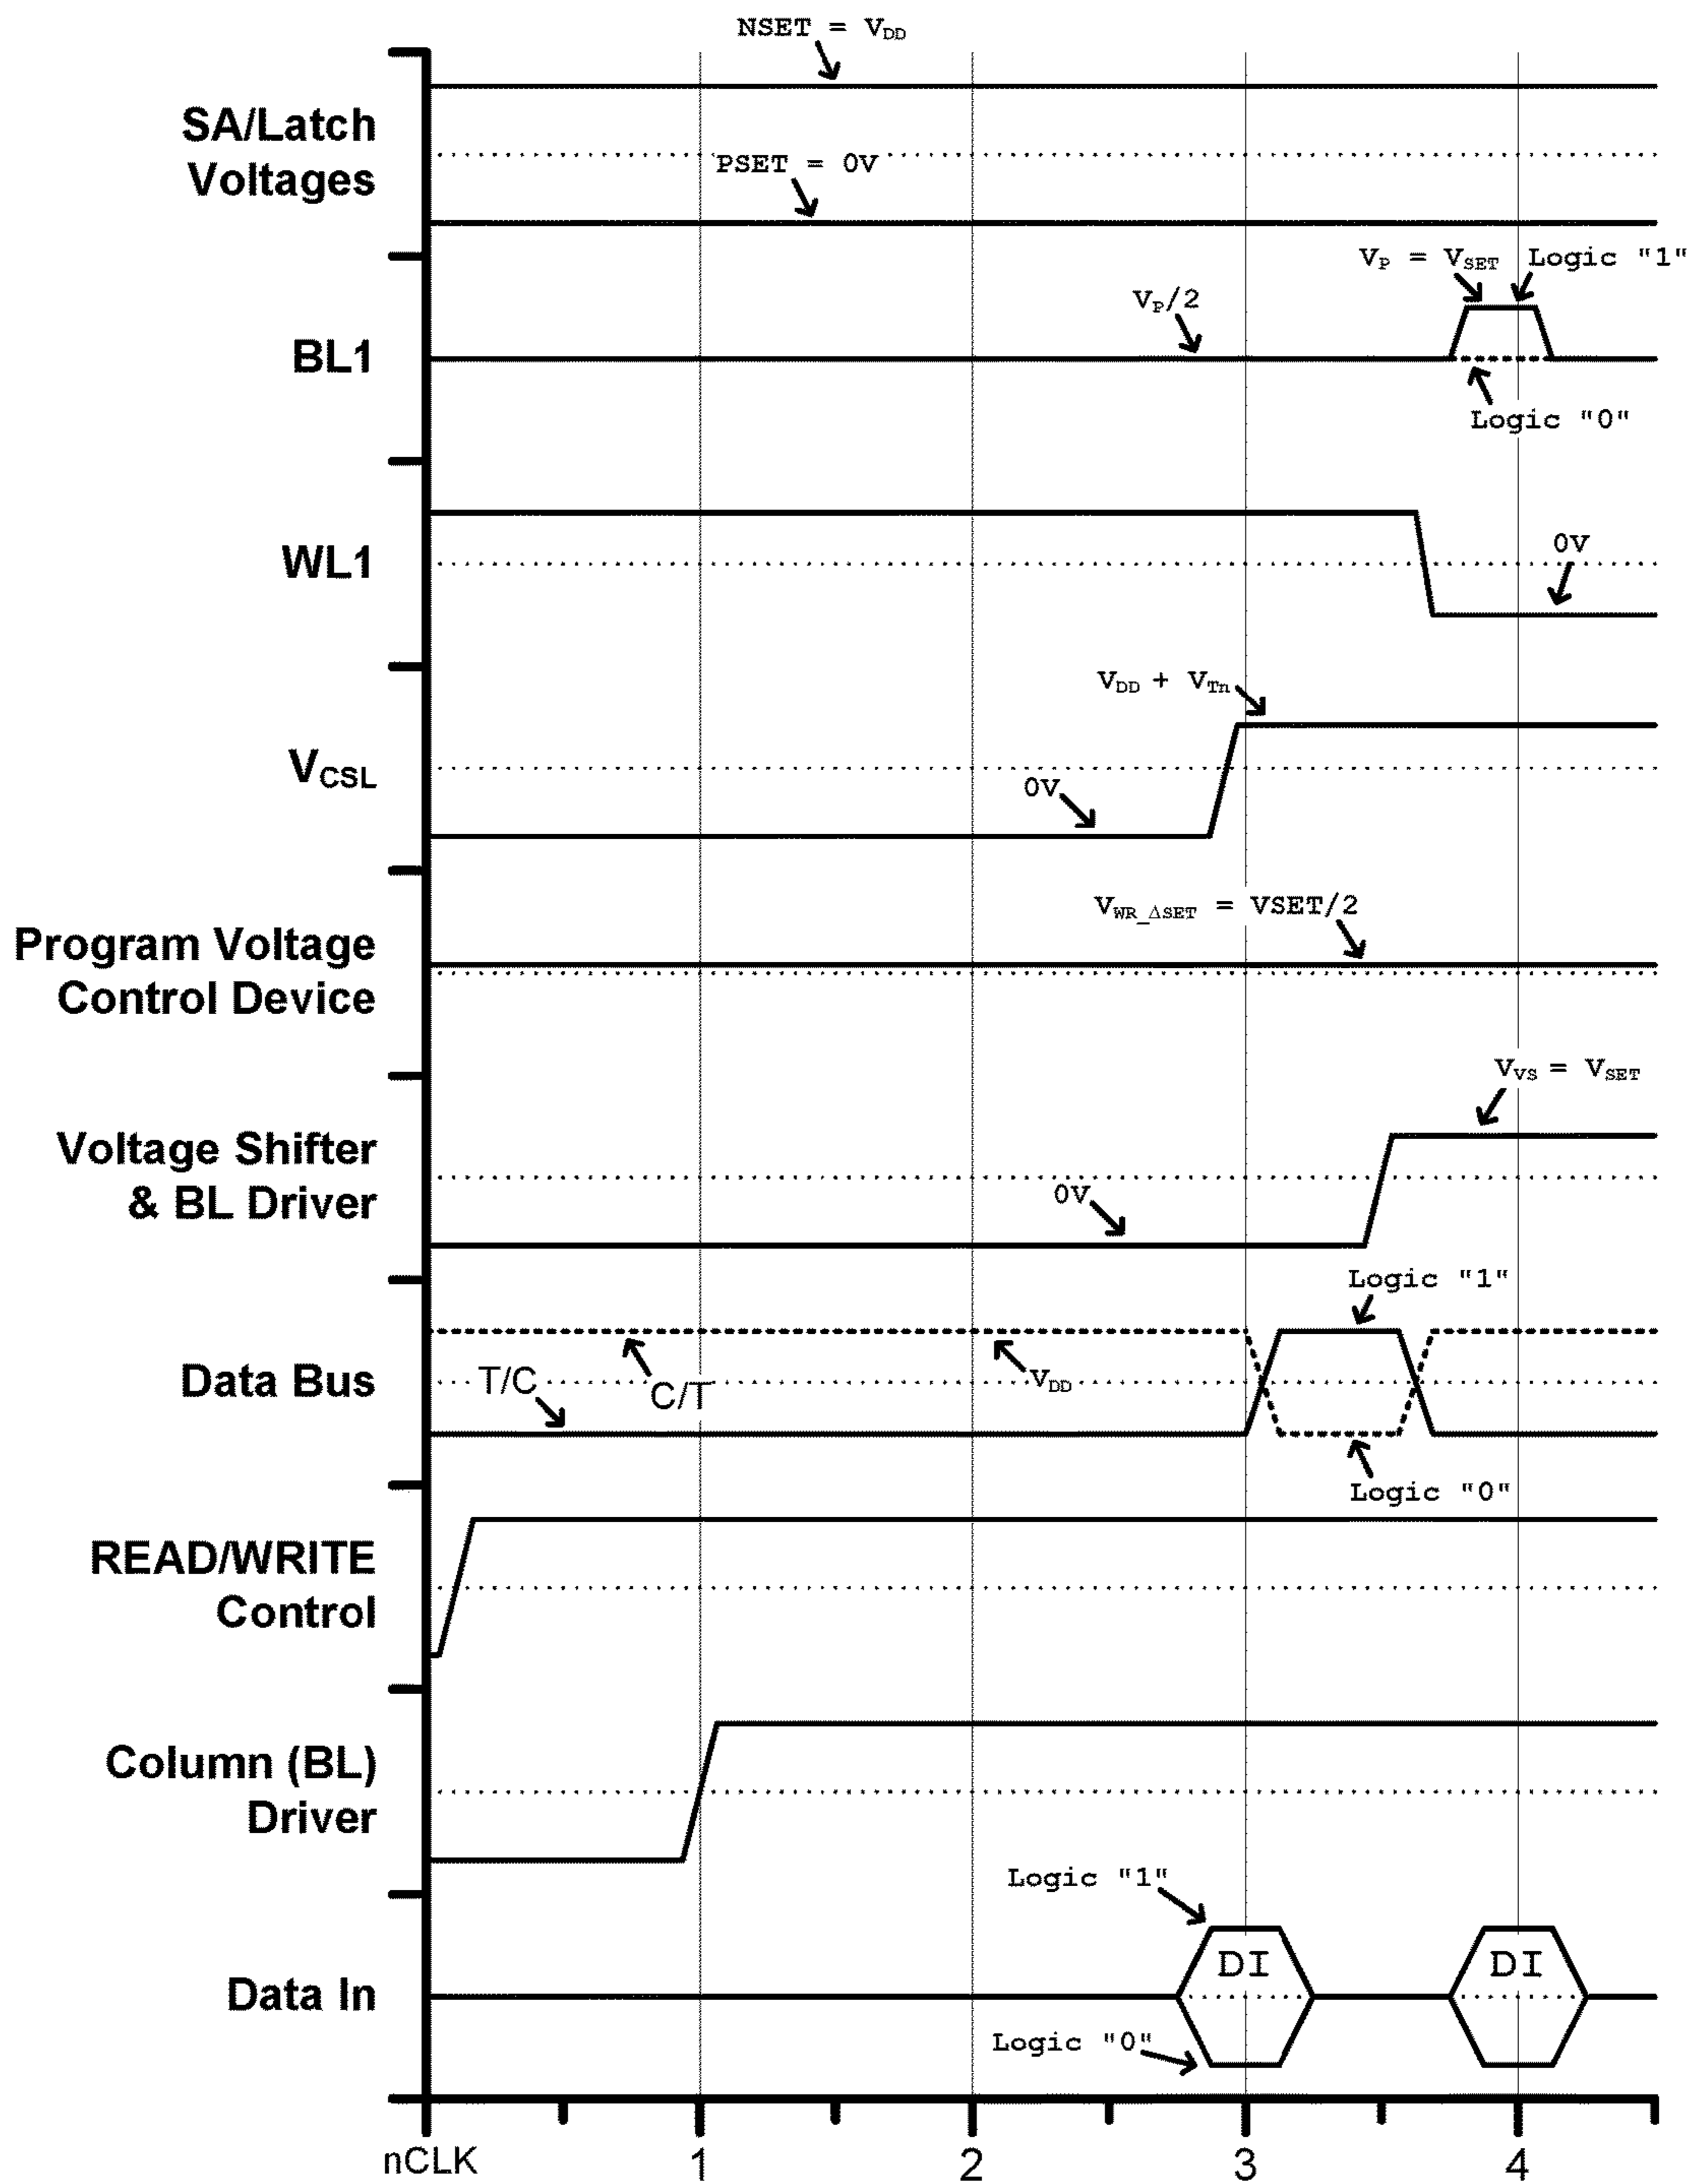 NSET = VDD
SA/Latch
Voltages
PSET = 0V
VP = VSET Logic "1"
VP/2
BL1
Logic "0"
WL1
0V
VDD + VTn
VCSL
0V
VWR_ΔSET = VSET/2
Program Voltage
Control Device
VVS = VSET
Voltage Shifter
& BL Driver
0V
Logic "1"
Data Bus
T/C
C/T
VDD
Logic "0"
READ/WRITE
Control
Column (BL)
Driver
Logic "1"
DI DI
Data In
Logic "0"
nCLK 1 2 3 4